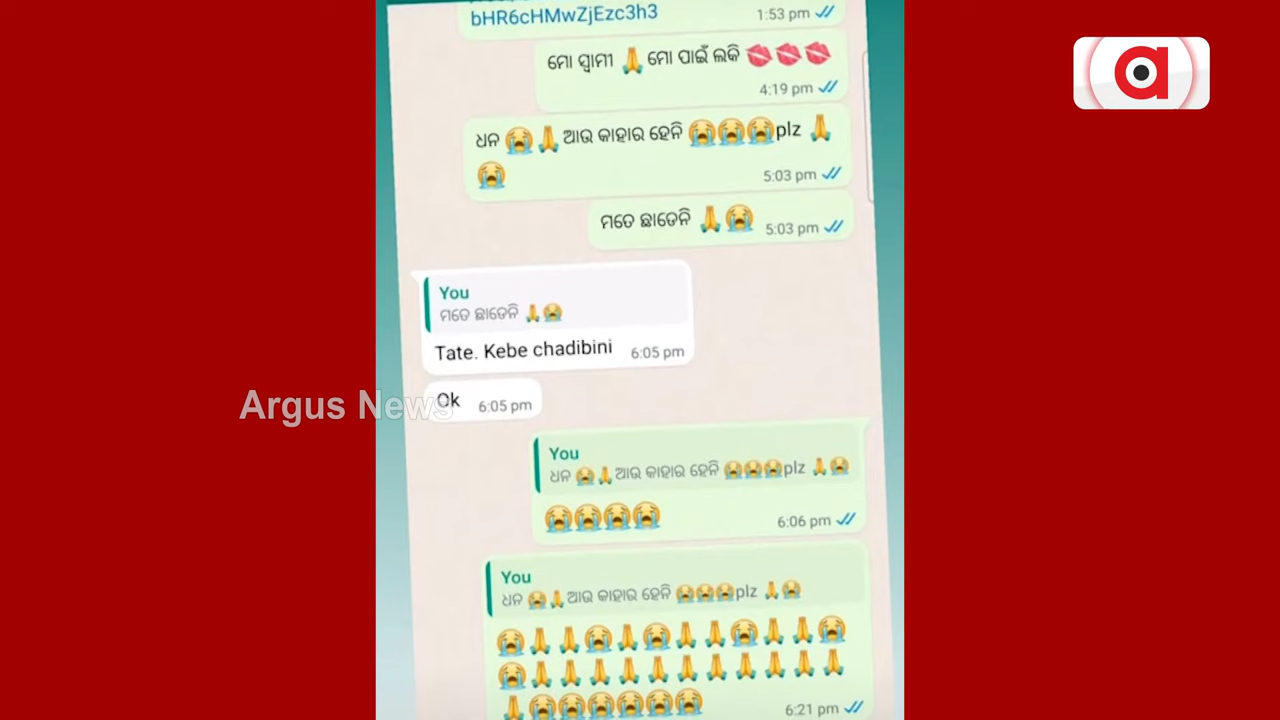 bHR6cHMwZjEzc3h3
1:53 pm
ମୋ ସ୍ୱାମୀ 🙏 ମୋ ପାଇଁ ଲକି 💋💋💋
4:19 pm
ଧନ 😭🙏ଆଉ କାହାର ହେନି 😭😭😭plz 🙏
😭
5:03 pm
ମତେ ଛାଡେନି 🙏😭
5:03 pm
You
ମତେ ଛାଡେନି 🙏😭
Tate. Kebe chadibini
6:05 pm
Ok
6:05 pm
Argus News
You
ଧନ 😭🙏ଆଉ କାହାର ହେନି 😭😭😭plz 🙏😭
😭😭😭😭
6:06 pm
You
ଧନ 😭🙏ଆଉ କାହାର ହେନି 😭😭😭plz 🙏😭
😭🙏🙏😭🙏😭🙏🙏😭🙏🙏😭
😭🙏🙏🙏🙏🙏🙏🙏🙏🙏🙏🙏
🙏😭😭😭😭😭😭
6:21 pm
a